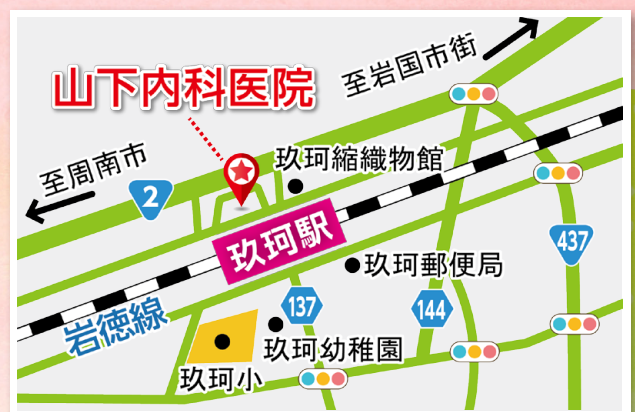 至岩国市街
山下内科医院
玖珂縮織物館
至周南市
2
玖珂駅
437
玖珂郵便局
岩徳線
137
144
玖珂幼稚園
玖珂小